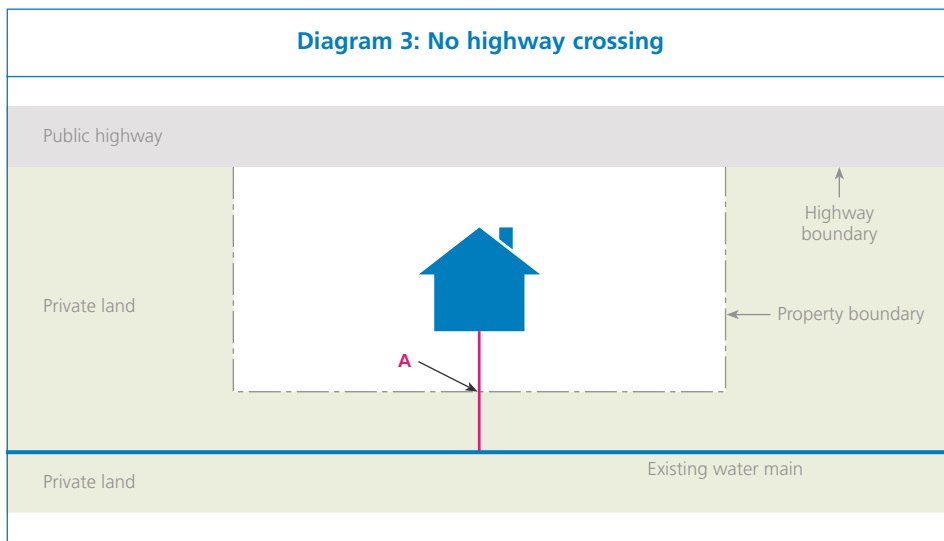 Diagram 3: No highway crossing
Public highway
Highway
boundary
Private land
Property boundary
A
Existing water main
Private land